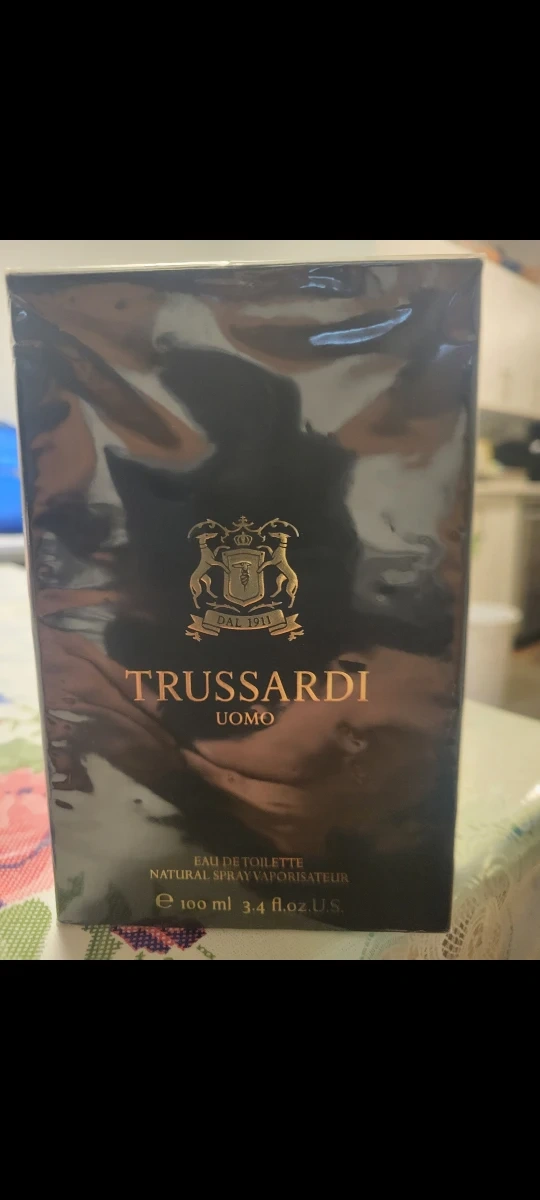 DAL 1911
TRUSSARDI
UOMO
EAU DE TOILETTE
NATURAL SPRAY VAPORISATEUR
℮ 100 ml 3.4 fl.oz.U.S.